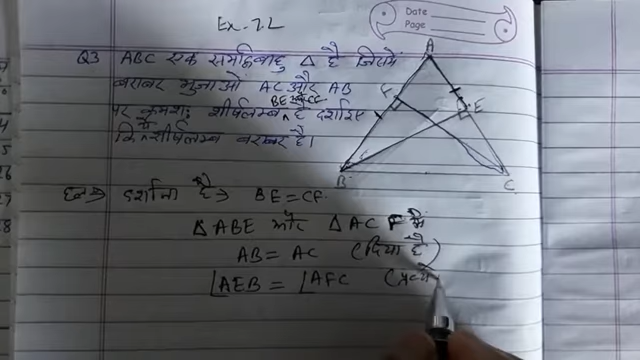 Ex-7.2
Date
Page
Q3 ABC एक समद्विबाहु Δ है जिसमें
बराबर भुजाओं AC और AB
BE और CF
पर क्रमशः शीर्षलम्ब ^ है दर्शाइए
कि ^ ये शीर्षलम्ब बराबर है।
A
F
E
B
C
हल⇒ दर्शाना है⇒ BE = CF
Δ ABE और Δ ACF में
AB = AC (दिया है)
∠AEB = ∠AFC (प्रत्ये